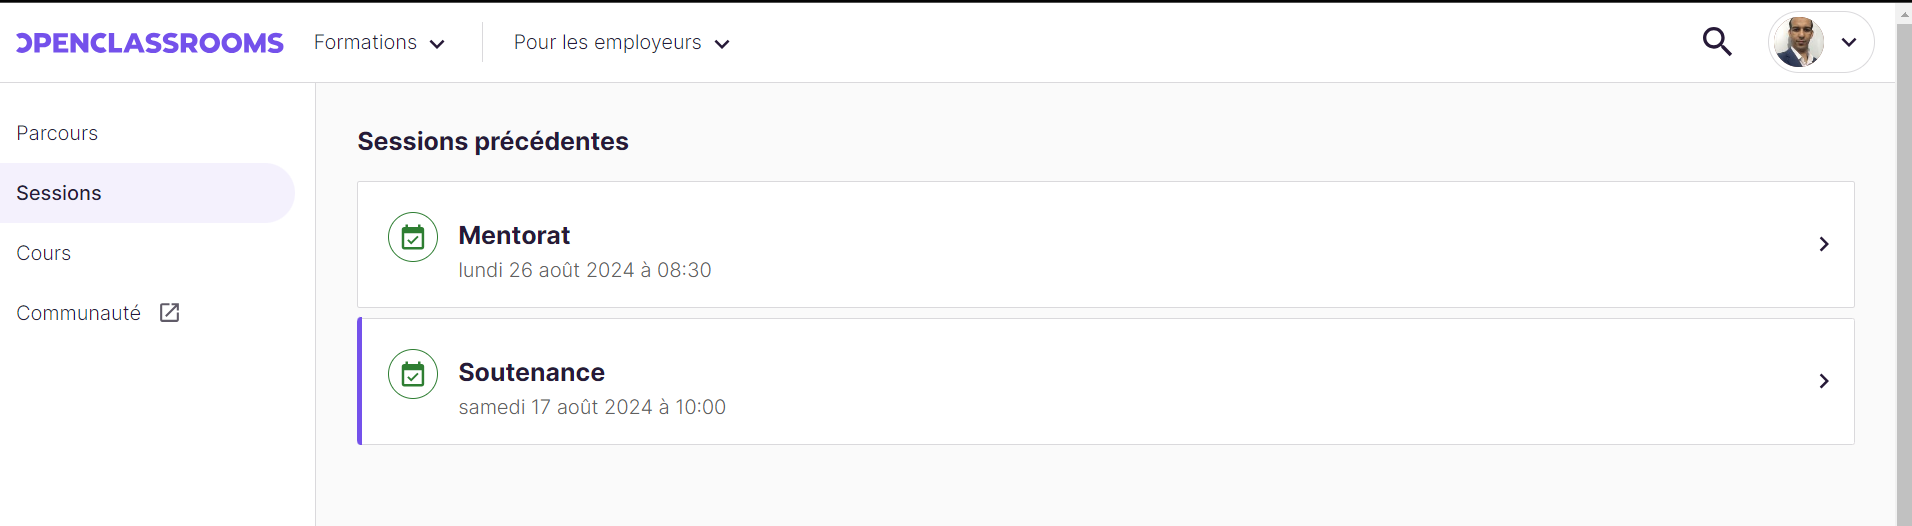 OPENCLASSROOMS
Formations
Pour les employeurs
Parcours
Sessions
Cours
Communauté
Sessions précédentes
Mentorat
lundi 26 août 2024 à 08:30
Soutenance
samedi 17 août 2024 à 10:00